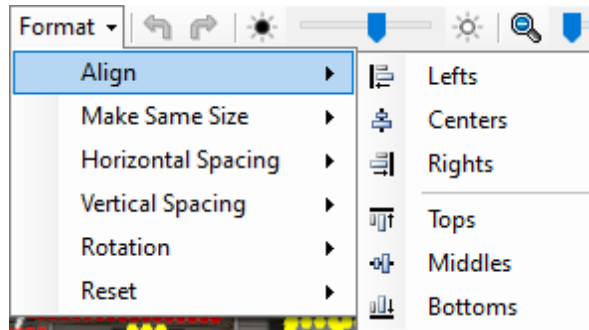 Format
Align
Make Same Size
Horizontal Spacing
Vertical Spacing
Rotation
Reset
Lefts
Centers
Rights
Tops
Middles
Bottoms